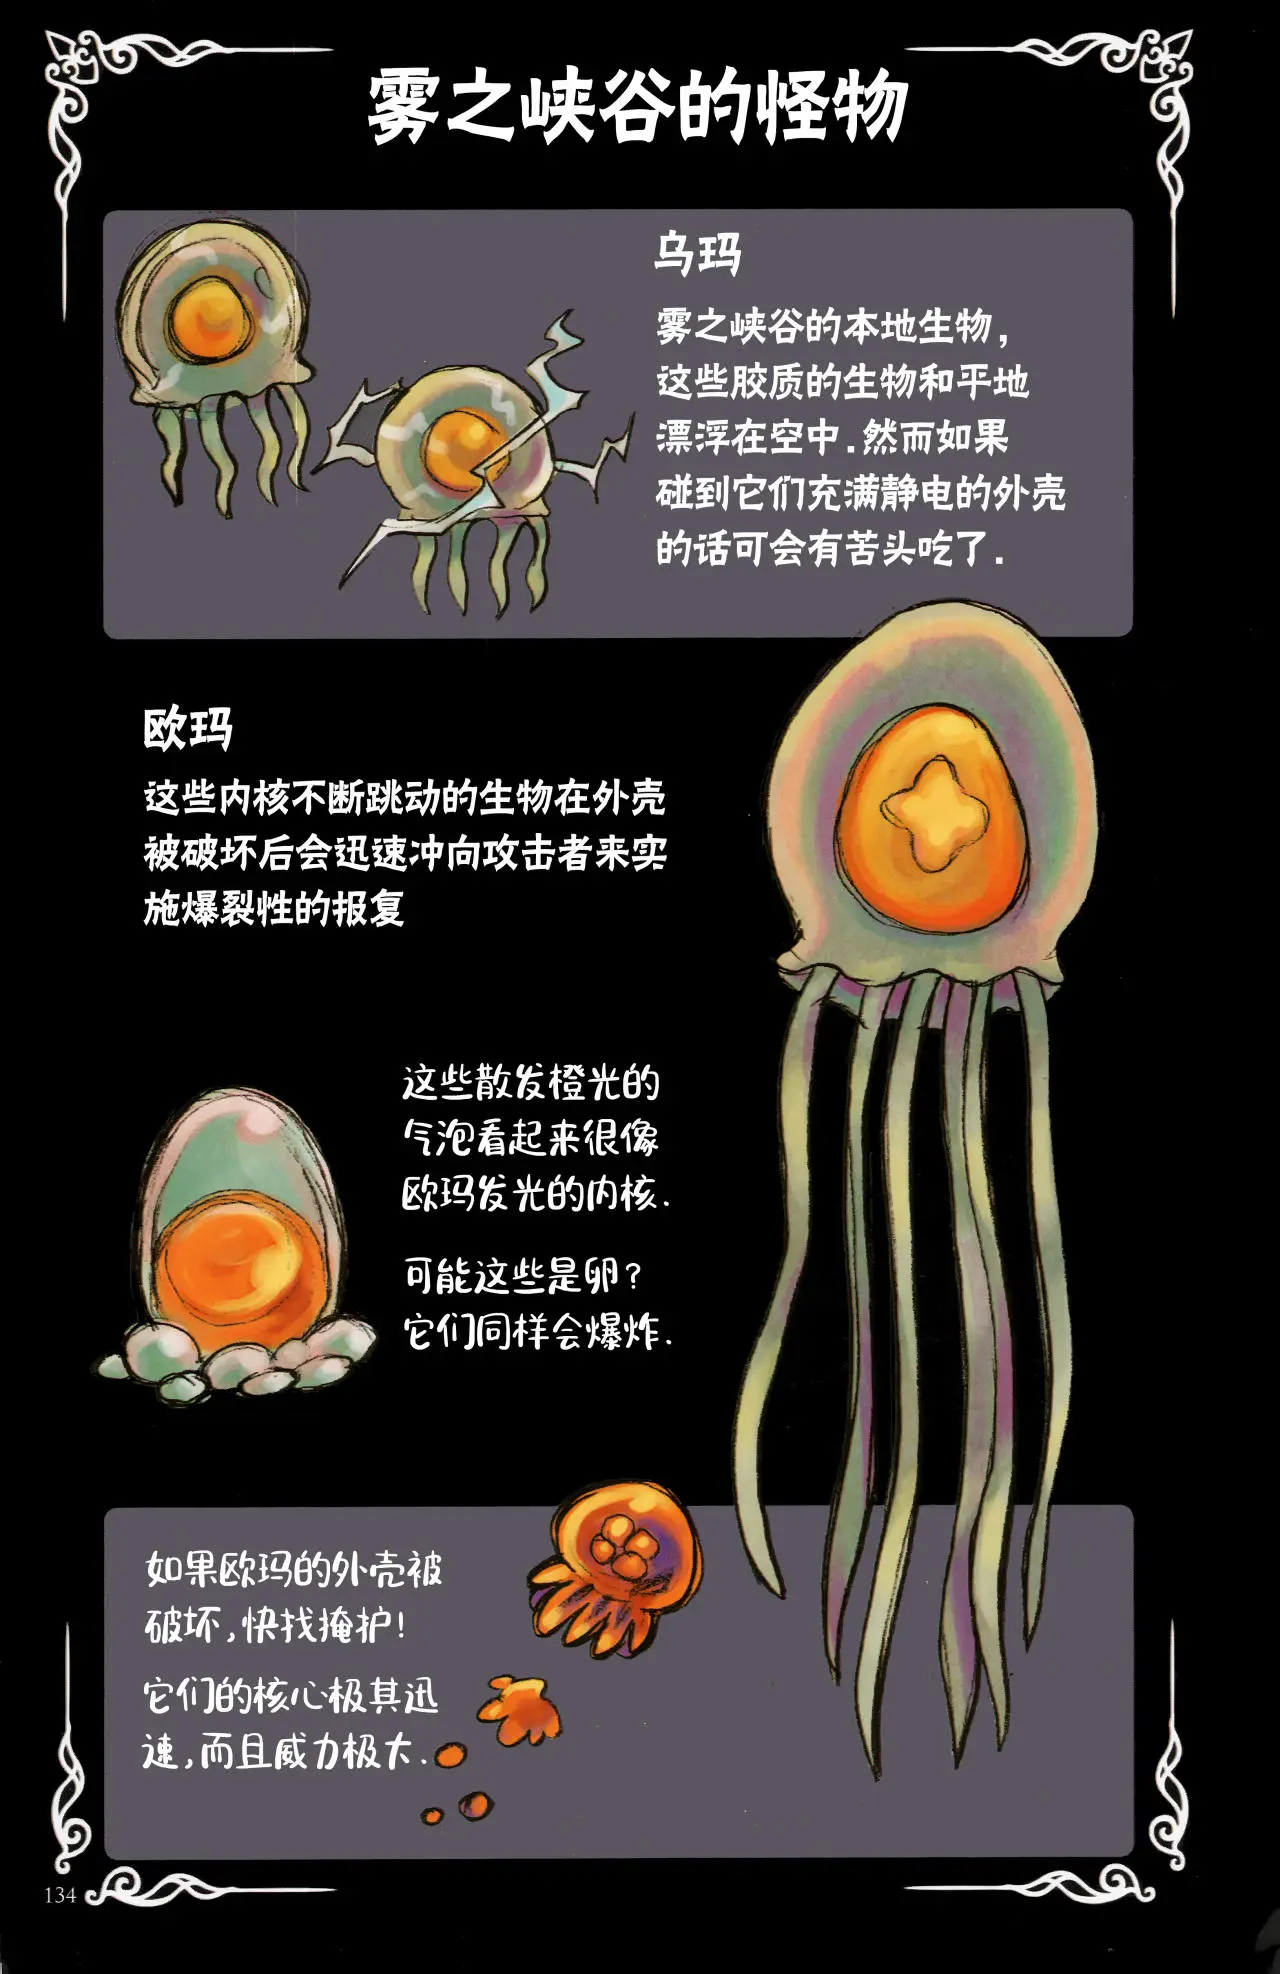 雾之峡谷的怪物
乌玛
雾之峡谷的本地生物，
这些胶质的生物和平地
漂浮在空中.然而如果
碰到它们充满静电的外壳
的话可会有苦头吃了.
欧玛
这些内核不断跳动的生物在外壳
被破坏后会迅速冲向攻击者来实
施爆裂性的报复
这些散发橙光的
气泡看起来很像
欧玛发光的内核.
可能这些是卵?
它们同样会爆炸.
如果欧玛的外壳被
破坏,快找掩护!
它们的核心极其迅
速,而且威力极大.
134